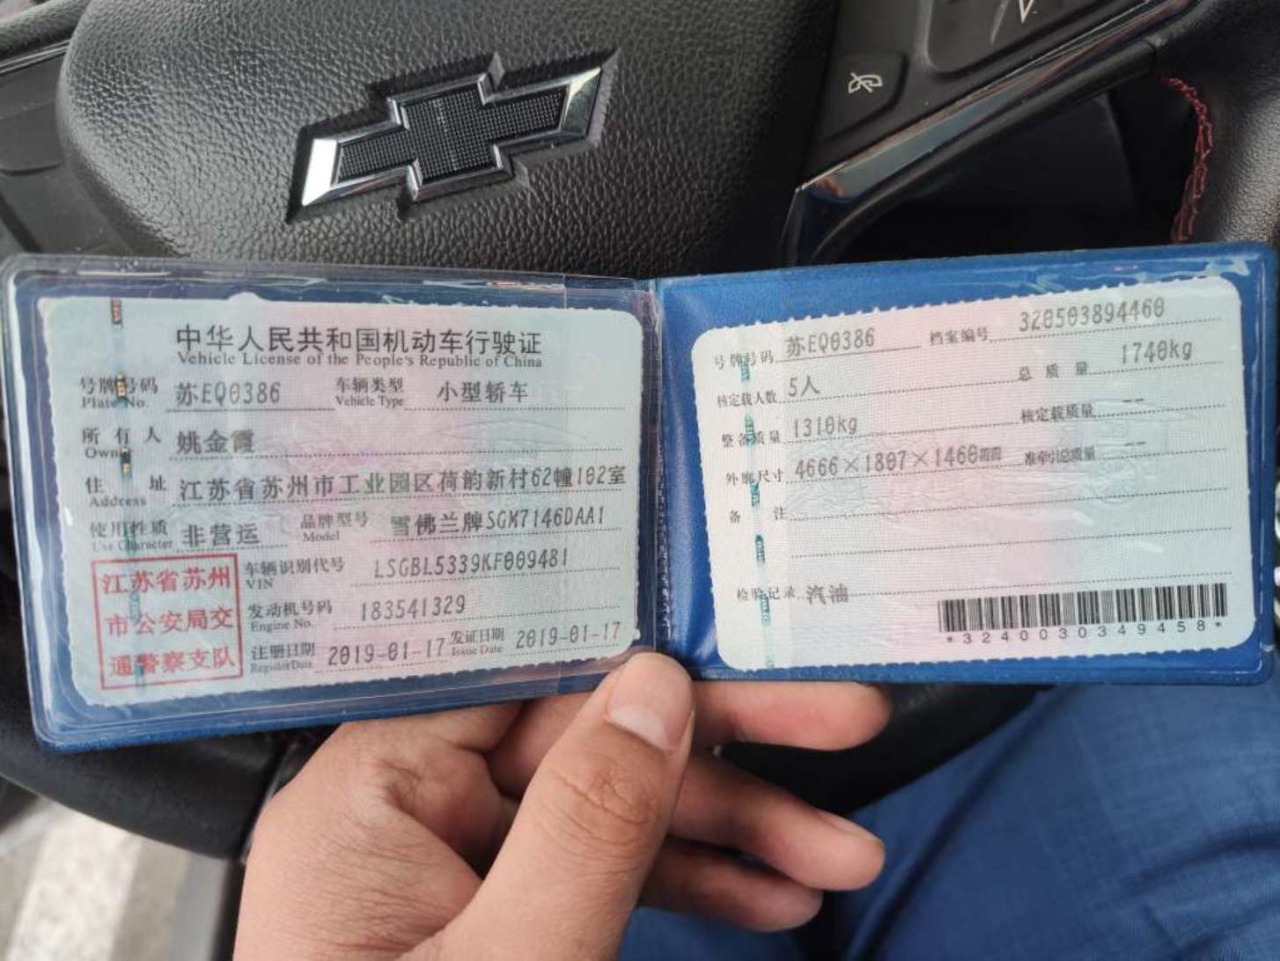 中华人民共和国机动车行驶证
Vehicle License of the People's Republic of China
号牌号码 苏EQ0386 车辆类型 小型轿车
Plate No. Vehicle Type
所有人 姚金霞
Owner
住址 江苏省苏州市工业园区荷韵新村62幢102室
Address
使用性质 非营运 品牌型号 雪佛兰牌SGM7146DAA1
Use Character Model
江苏省苏州
市公安局交
通警察支队
车辆识别代号 LSGBL5339KF009481
VIN
发动机号码 183541329
Engine No.
注册日期 2019-01-17 发证日期 2019-01-17
Register Date Issue Date
号牌号码 苏EQ0386 档案编号 320503894460
核定载人数 5人 总质量 1740kg
整备质量 1310kg 核定载质量 --
外廓尺寸 4666×1807×1460mm 准牵引总质量 --
备注
检验记录 汽油
*3240030349458*